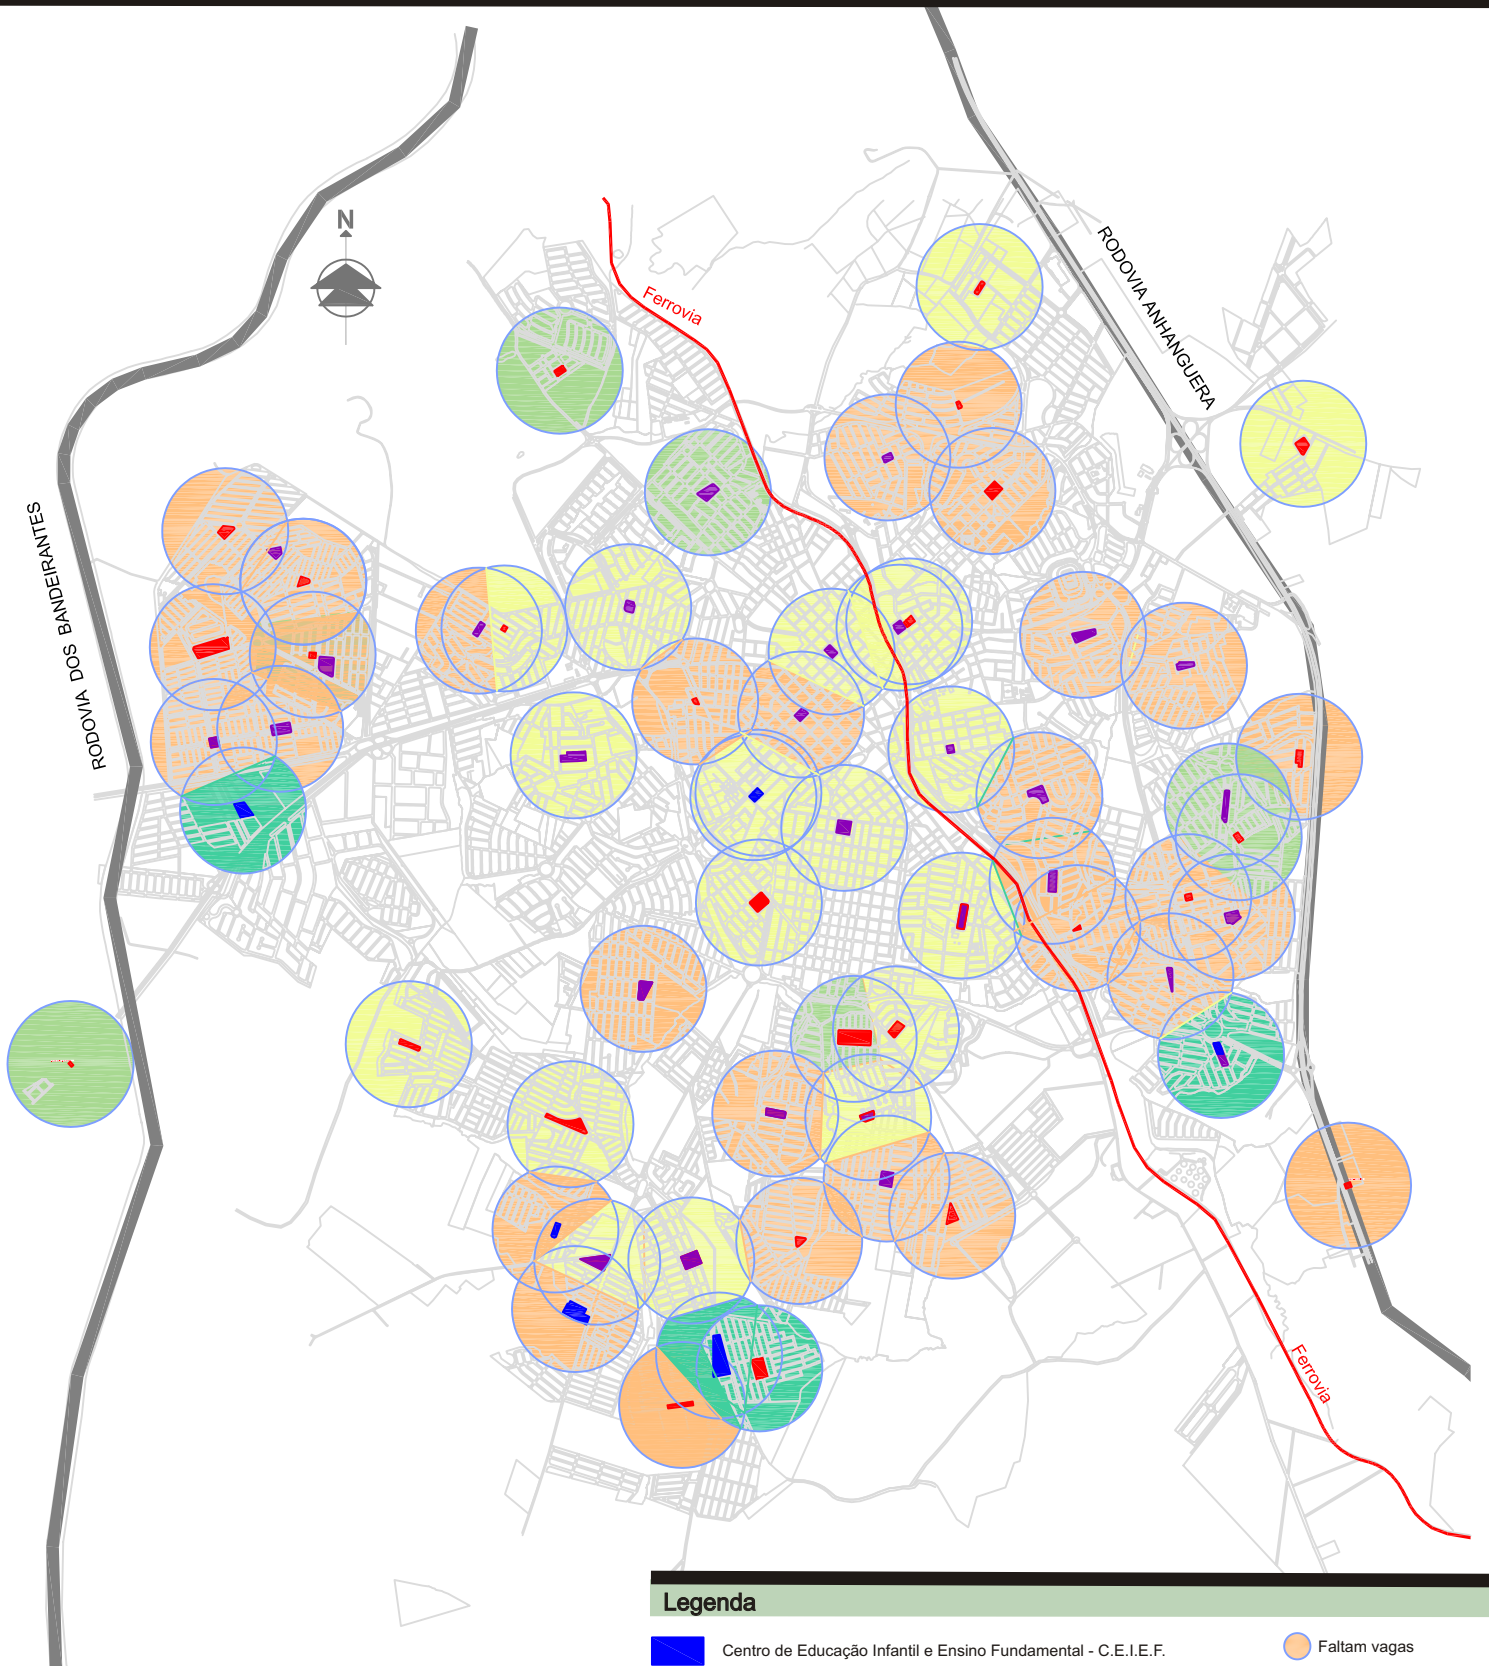 N
Ferrovia
RODOVIA ANHANGUERA
RODOVIA DOS BANDEIRANTES
Ferrovia
Legenda
Centro de Educação Infantil e Ensino Fundamental - C.E.I.E.F.
Faltam vagas